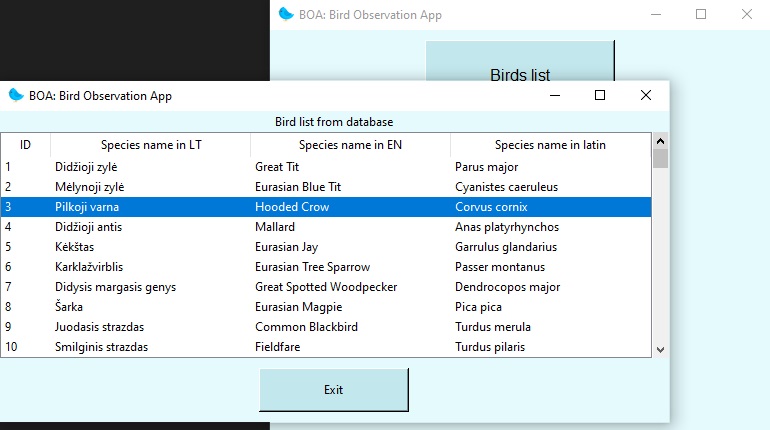 BOA: Bird Observation App
Birds list
BOA: Bird Observation App
Bird list from database
ID Species name in LT Species name in EN Species name in latin
1 Didžioji zylė Great Tit Parus major
2 Mėlynoji zylė Eurasian Blue Tit Cyanistes caeruleus
3 Pilkoji varna Hooded Crow Corvus cornix
4 Didžioji antis Mallard Anas platyrhynchos
5 Kėkštas Eurasian Jay Garrulus glandarius
6 Karklažvirblis Eurasian Tree Sparrow Passer montanus
7 Didysis margasis genys Great Spotted Woodpecker Dendrocopos major
8 Šarka Eurasian Magpie Pica pica
9 Juodasis strazdas Common Blackbird Turdus merula
10 Smilginis strazdas Fieldfare Turdus pilaris
Exit